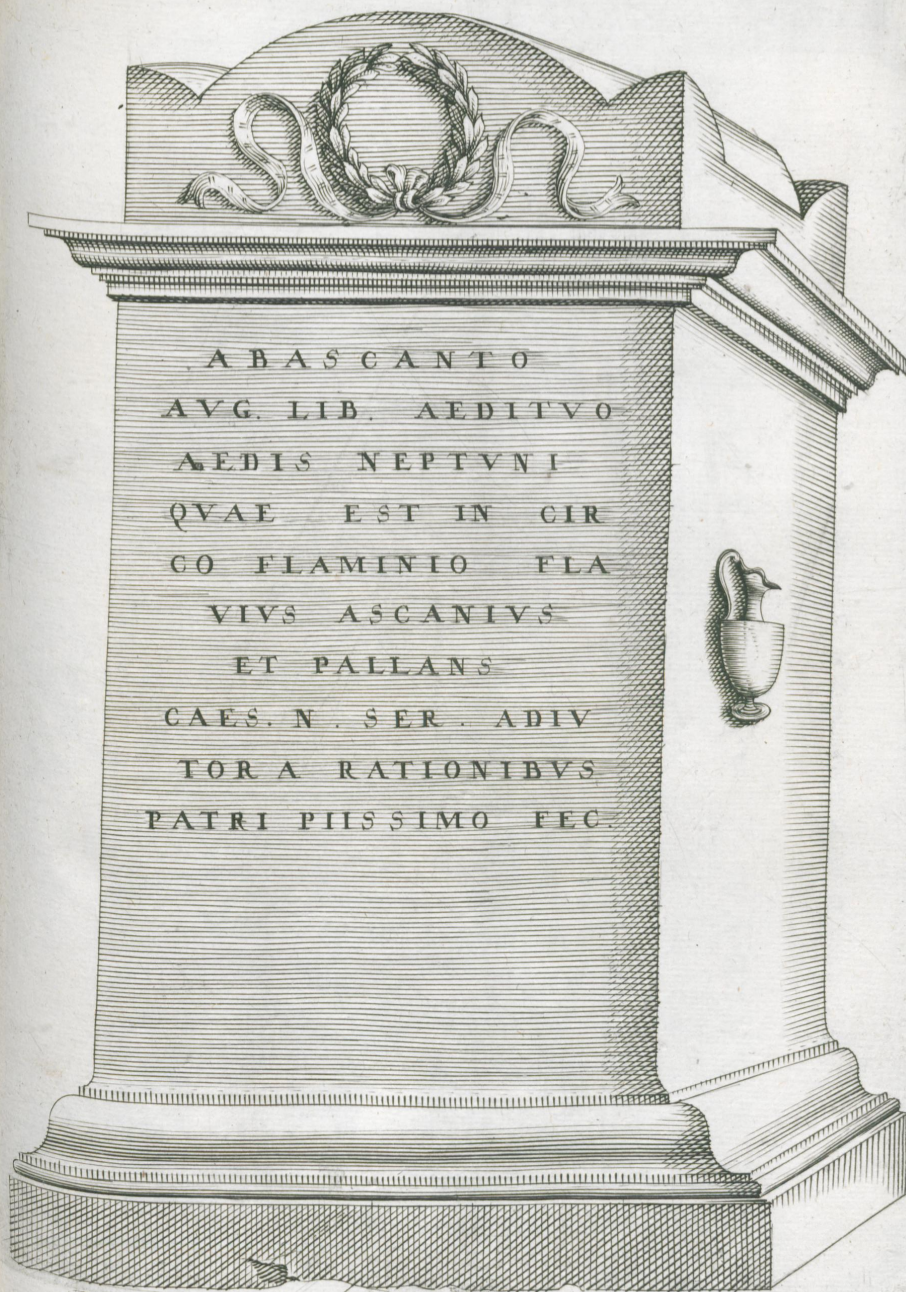 ABASCANTO
AVG. LIB. AEDITVO
AEDIS NEPTVNI
QVAE EST IN CIR
CO FLAMINIO FLA
VIVS ASCANIVS
ET PALLANS
CAES. N. SER. ADIV
TOR A RATIONIBVS
PATRI PIISSIMO FEC.